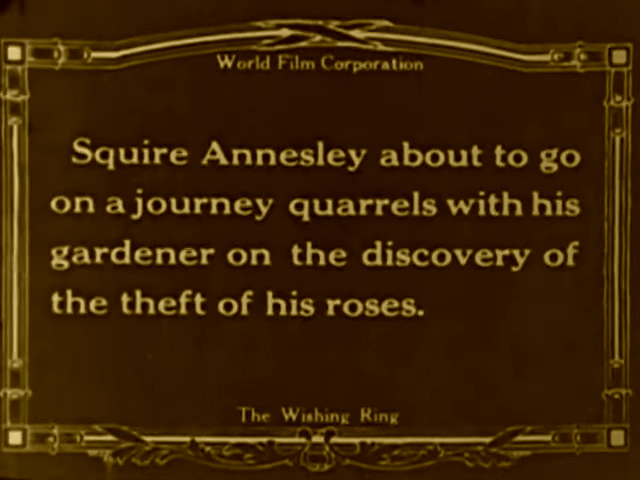 World Film Corporation
Squire Annesley about to go
on a journey quarrels with his
gardener on the discovery of
the theft of his roses.
The Wishing Ring